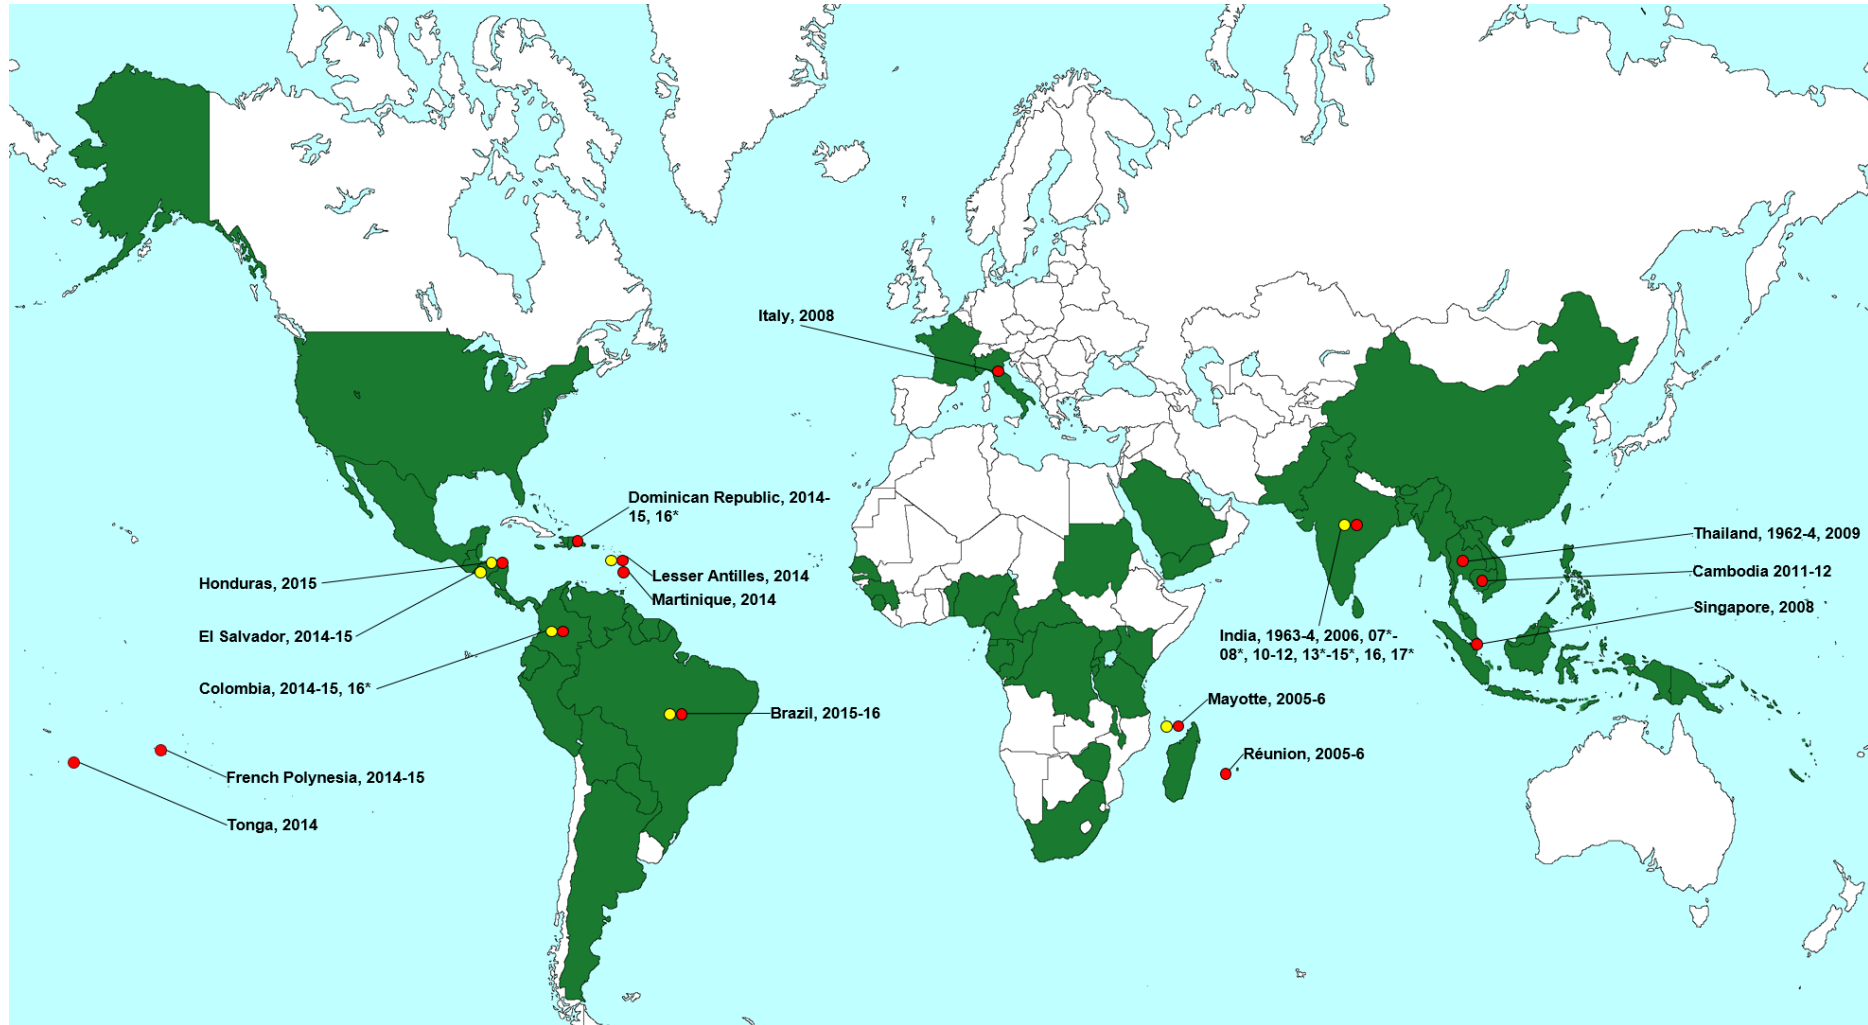 Italy, 2008
Dominican Republic, 2014-
15, 16*
Honduras, 2015
Lesser Antilles, 2014
Martinique, 2014
El Salvador, 2014-15
Colombia, 2014-15, 16*
Brazil, 2015-16
French Polynesia, 2014-15
Tonga, 2014
Thailand, 1962-4, 2009
Cambodia 2011-12
Singapore, 2008
India, 1963-4, 2006, 07*-
08*, 10-12, 13*-15*, 16, 17*
Mayotte, 2005-6
Réunion, 2005-6